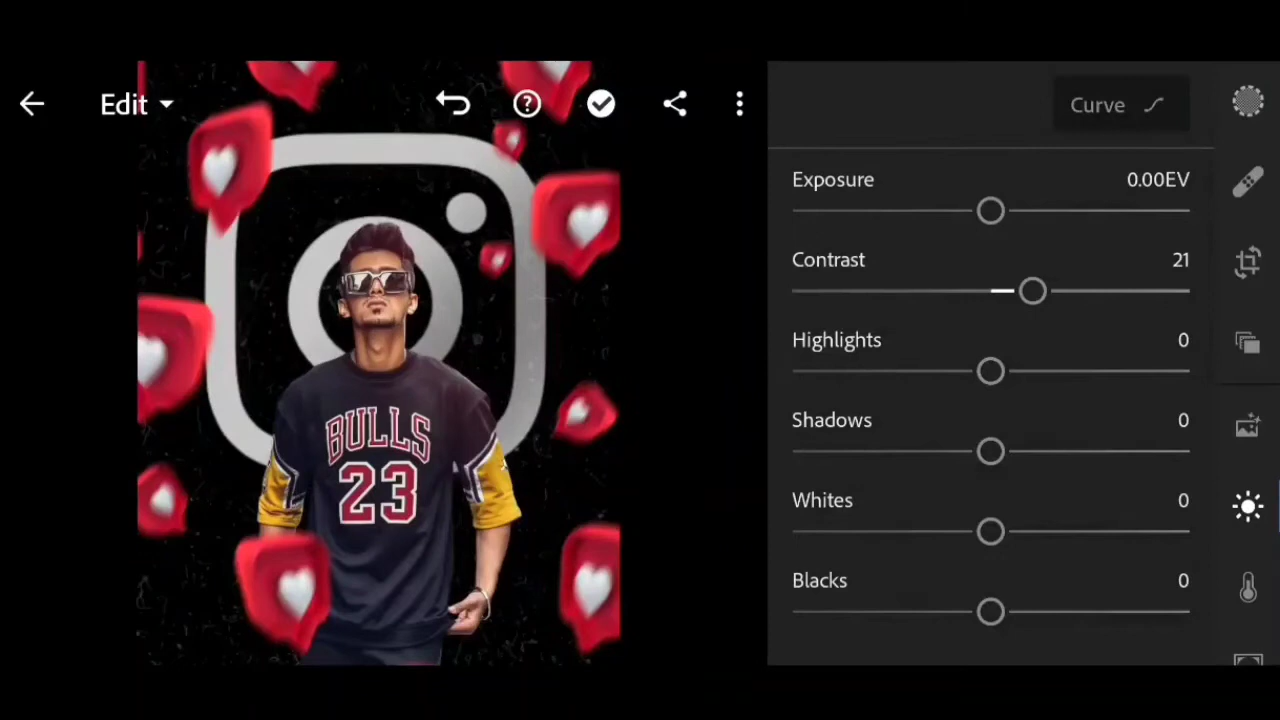 Edit
Curve
Exposure 0.00EV
Contrast 21
Highlights 0
Shadows 0
Whites 0
Blacks 0
BULLS
23